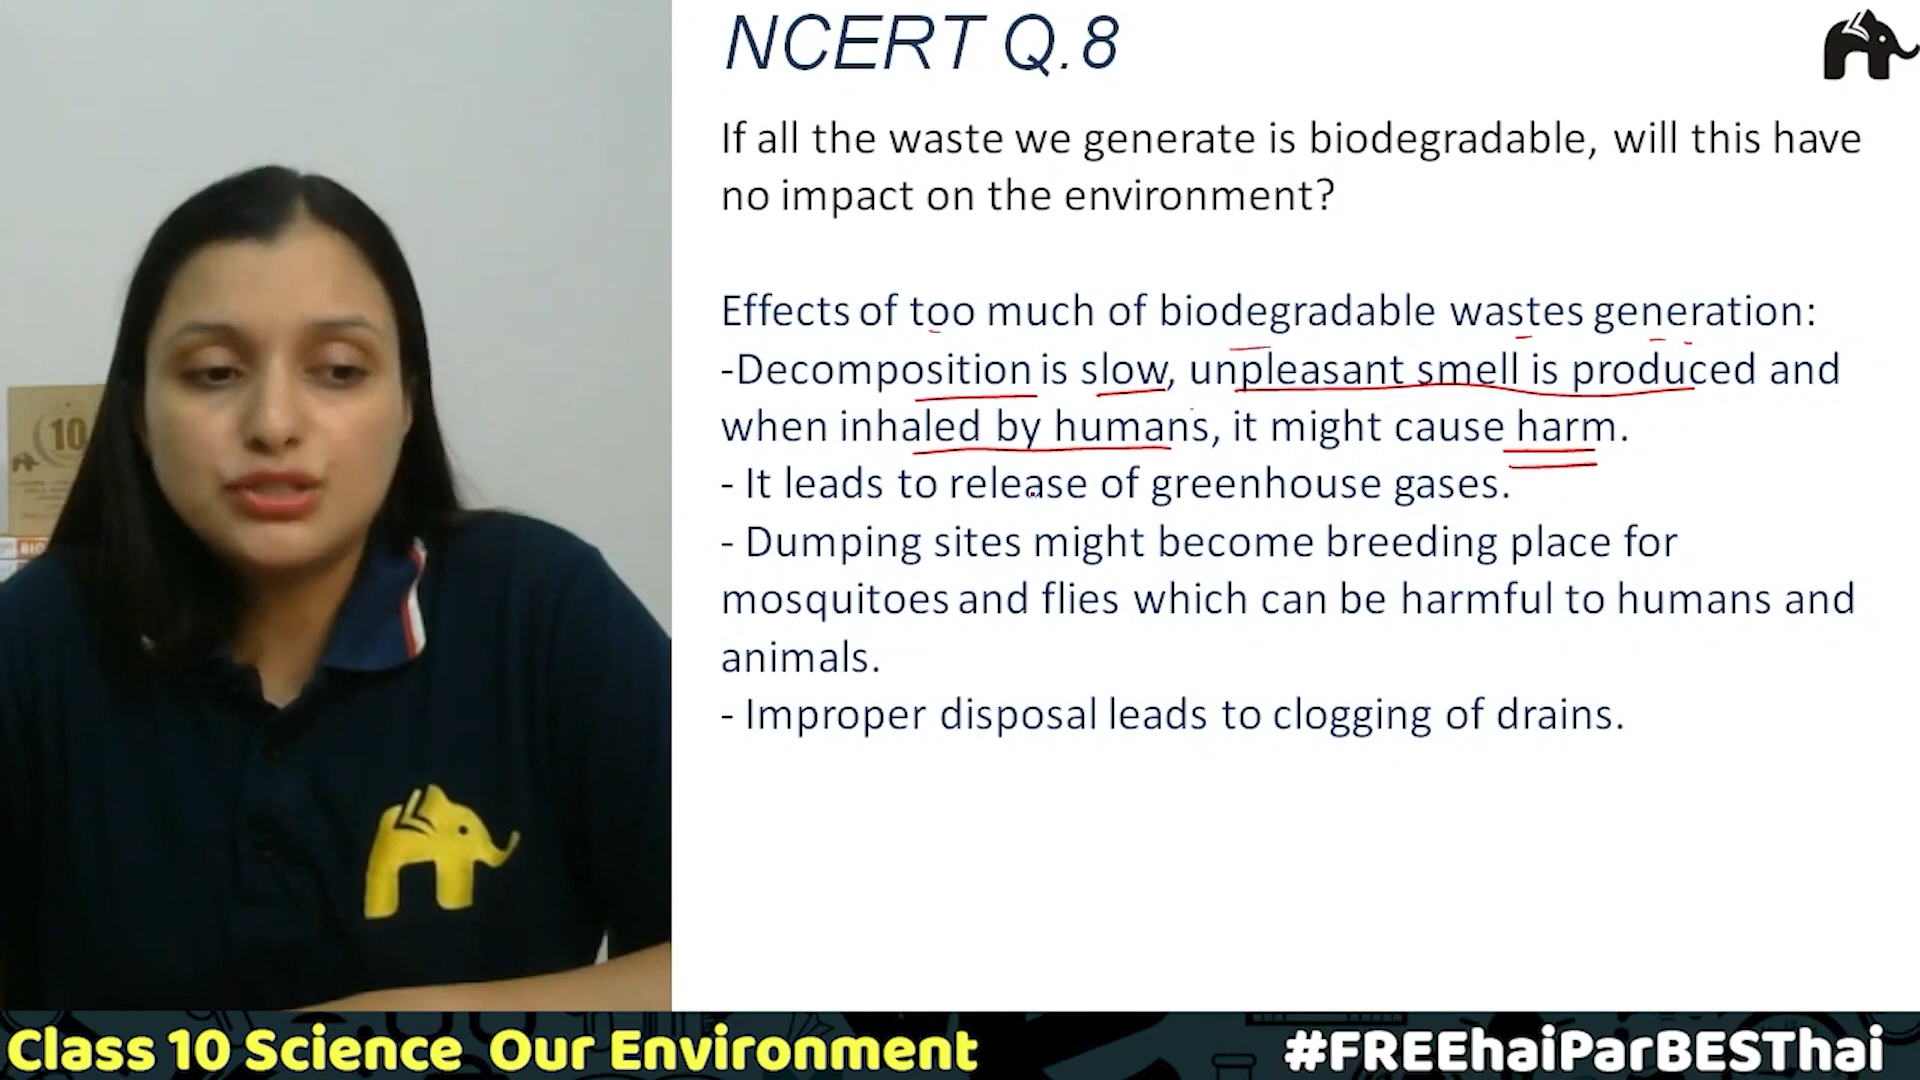 NCERT Q.8
If all the waste we generate is biodegradable, will this have
no impact on the environment?
Effects of too much of biodegradable wastes generation:
-Decomposition is slow, unpleasant smell is produced and
when inhaled by humans, it might cause harm.
- It leads to release of greenhouse gases.
- Dumping sites might become breeding place for
mosquitoes and flies which can be harmful to humans and
animals.
- Improper disposal leads to clogging of drains.
10
BIO
Class 10 Science Our Environment
#FREEhaiParBESThai